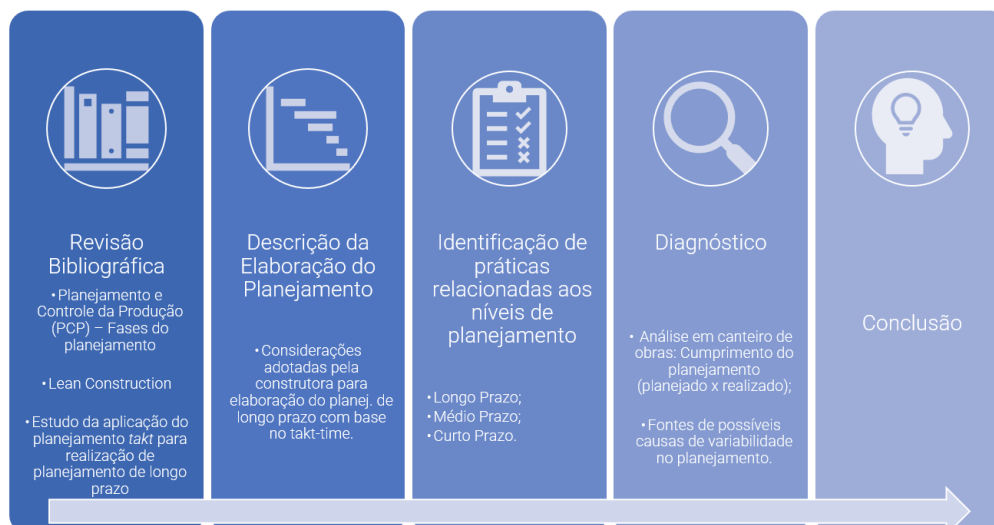 Revisão
Bibliográfica
•Planejamento e
Controle da Produção
(PCP) – Fases do
planejamento
•Lean Construction
•Estudo da aplicação do
planejamento takt para
realização de
planejamento de longo
prazo
Descrição da
Elaboração do
Planejamento
•Considerações
adotadas pela
construtora para
elaboração do planej. de
longo prazo com base
no takt-time.
Identificação de
práticas
relacionadas aos
níveis de
planejamento
•Longo Prazo;
•Médio Prazo;
•Curto Prazo.
Diagnóstico
• Análise em canteiro de
obras: Cumprimento do
planejamento
(planejado x realizado);
• Fontes de possíveis
causas de variabilidade
no planejamento.
Conclusão